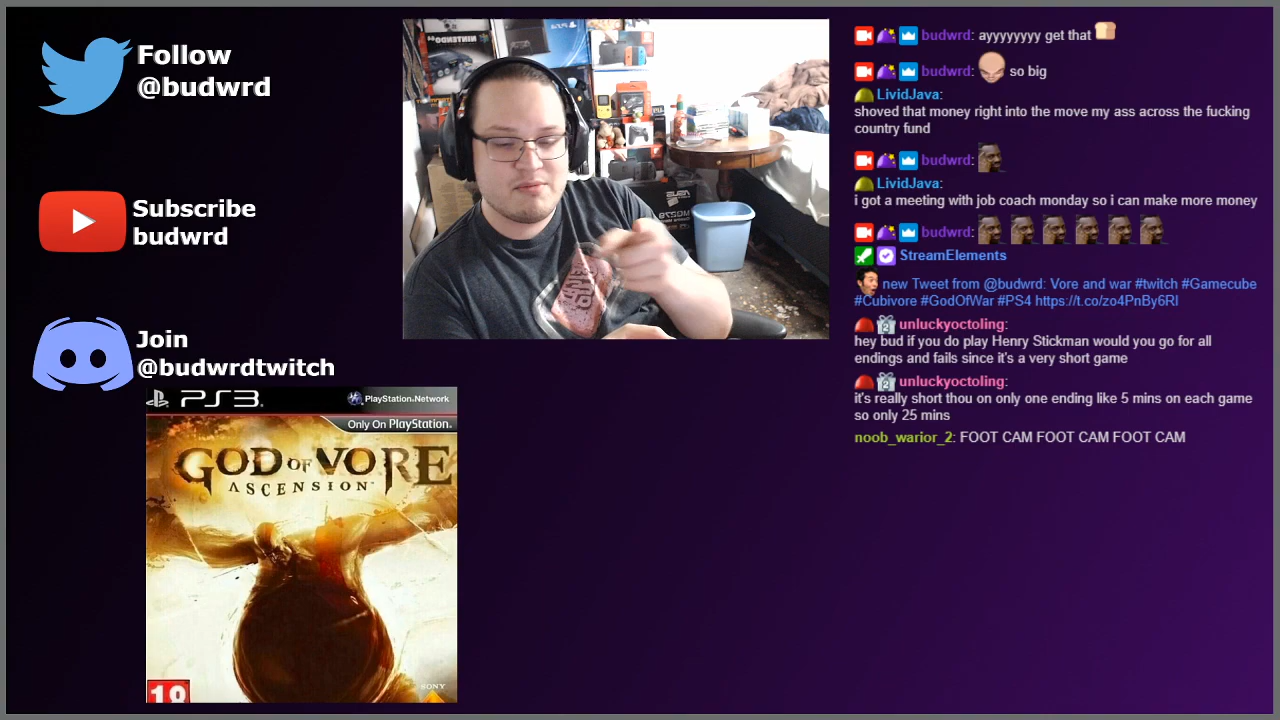 Follow
@budwrd
Subscribe
budwrd
Join
@budwrdtwitch
PS3
PlayStation.Network
Only On PlayStation.
GOD OF VORE
ASCENSION
18
SONY
NINTENDO
ASUS
budwrd: ayyyyyyy get that
budwrd: so big
LividJava:
shoved that money right into the move my ass across the fucking
country fund
budwrd:
LividJava:
i got a meeting with job coach monday so i can make more money
budwrd:
StreamElements
new Tweet from @budwrd: Vore and war #twitch #Gamecube
#Cubivore #GodOfWar #PS4 https://t.co/zo4PnBy6Rl
2 unluckyoctoling:
hey bud if you do play Henry Stickman would you go for all
endings and fails since it's a very short game
2 unluckyoctoling:
it's really short thou on only one ending like 5 mins on each game
so only 25 mins
noob_warior_2: FOOT CAM FOOT CAM FOOT CAM